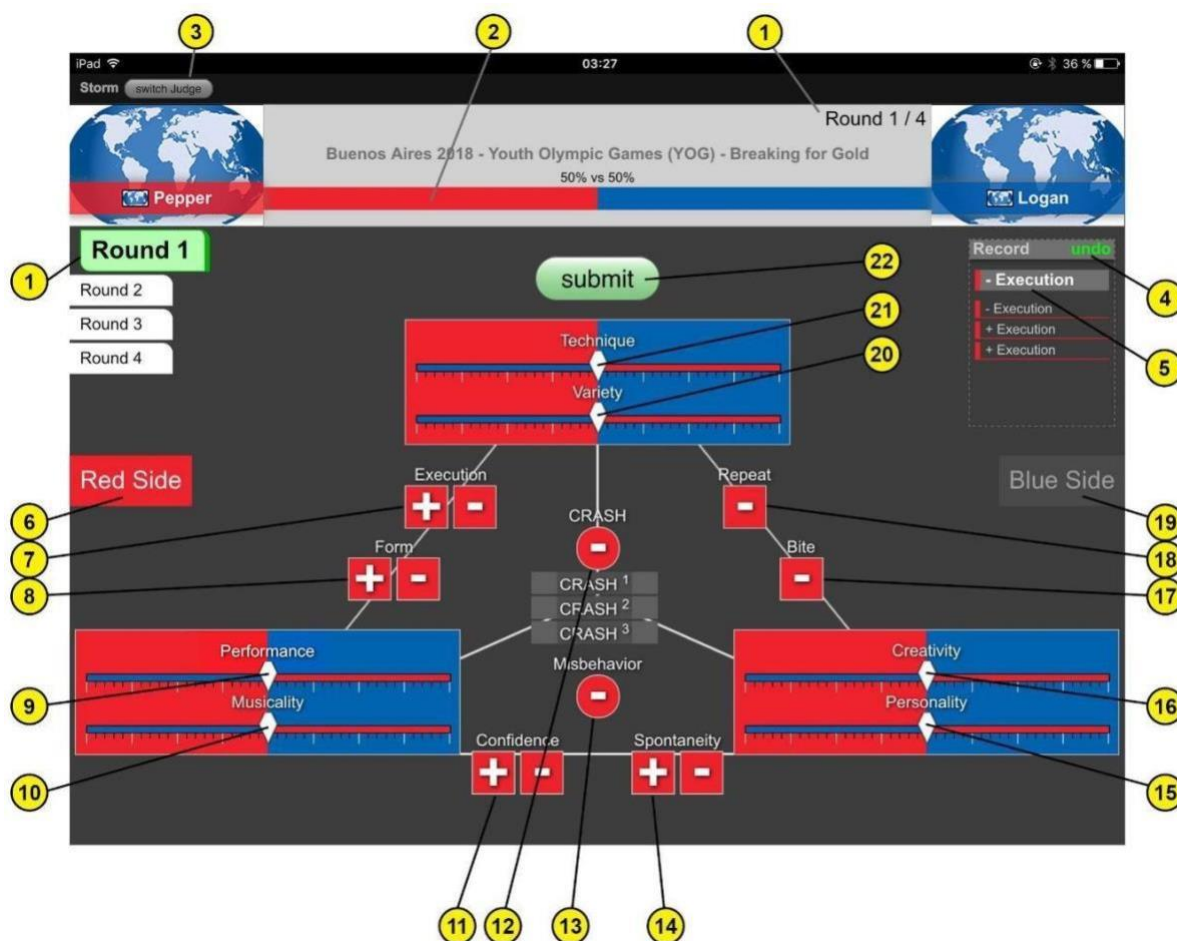 3
2
1
iPad
03:27
36 %
Storm
switch Judge
Round 1 / 4
Buenos Aires 2018 - Youth Olympic Games (YOG) - Breaking for Gold
50% vs 50%
Pepper
Logan
Round 1
Record
undo
1
submit
22
4
Round 2
- Execution
Round 3
- Execution
21
+ Execution
Technique
Round 4
+ Execution
5
20
Variety
Red Side
Execution
Repeat
Blue Side
6
+ -
-
19
CRASH
7
-
18
Form
Bite
8
+ -
-
17
CRASH 1
CRASH 2
CRASH 3
Performance
Misbehavior
Creativity
9
-
16
Musicality
Personality
Confidence
Spontaneity
10
+ -
+ -
15
11
12
13
14